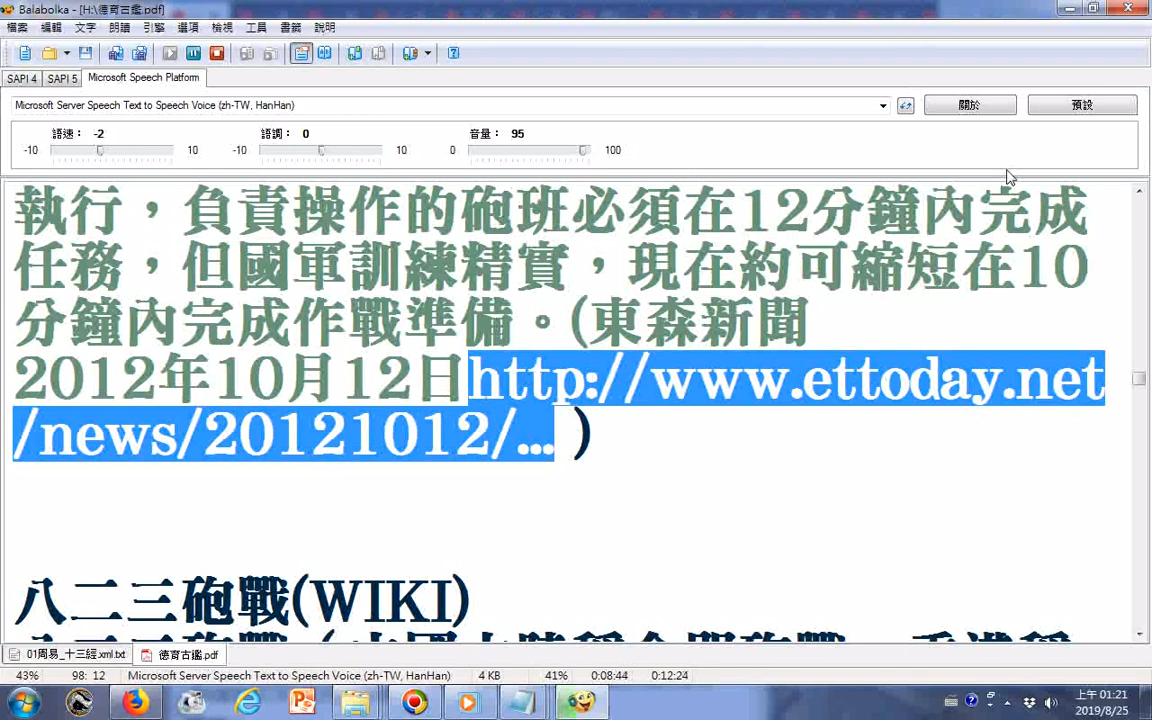 Balabolka - [H:\德育古鑑.pdf]
檔案 編輯 文字 朗讀 引擎 選項 檢視 工具 書籤 說明
SAPI 4 SAPI 5 Microsoft Speech Platform
Microsoft Server Speech Text to Speech Voice (zh-TW, HanHan) 關於 預設
語速： -2 語調： 0 音量： 95
-10 10 -10 10 0 100
執行，負責操作的砲班必須在12分鐘內完成
任務，但國軍訓練精實，現在約可縮短在10
分鐘內完成作戰準備。(東森新聞
2012年10月12日http://www.ettoday.net
/news/20121012/... )
八二三砲戰(WIKI)
01周易_十三經.xml.txt 德育古鑑.pdf
43% 98: 12 Microsoft Server Speech Text to Speech Voice (zh-TW, HanHan) 4 KB 41% 0:08:44 0:12:24
上午 01:21
2019/8/25